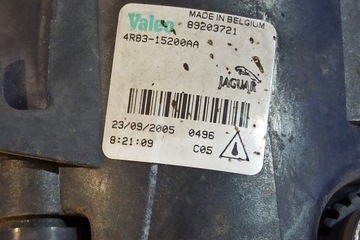 Valeo MADE IN BELGIUM
89203721
4R83-15200AA
JAGUAR
23/09/2005 0496
8:21:09 C05